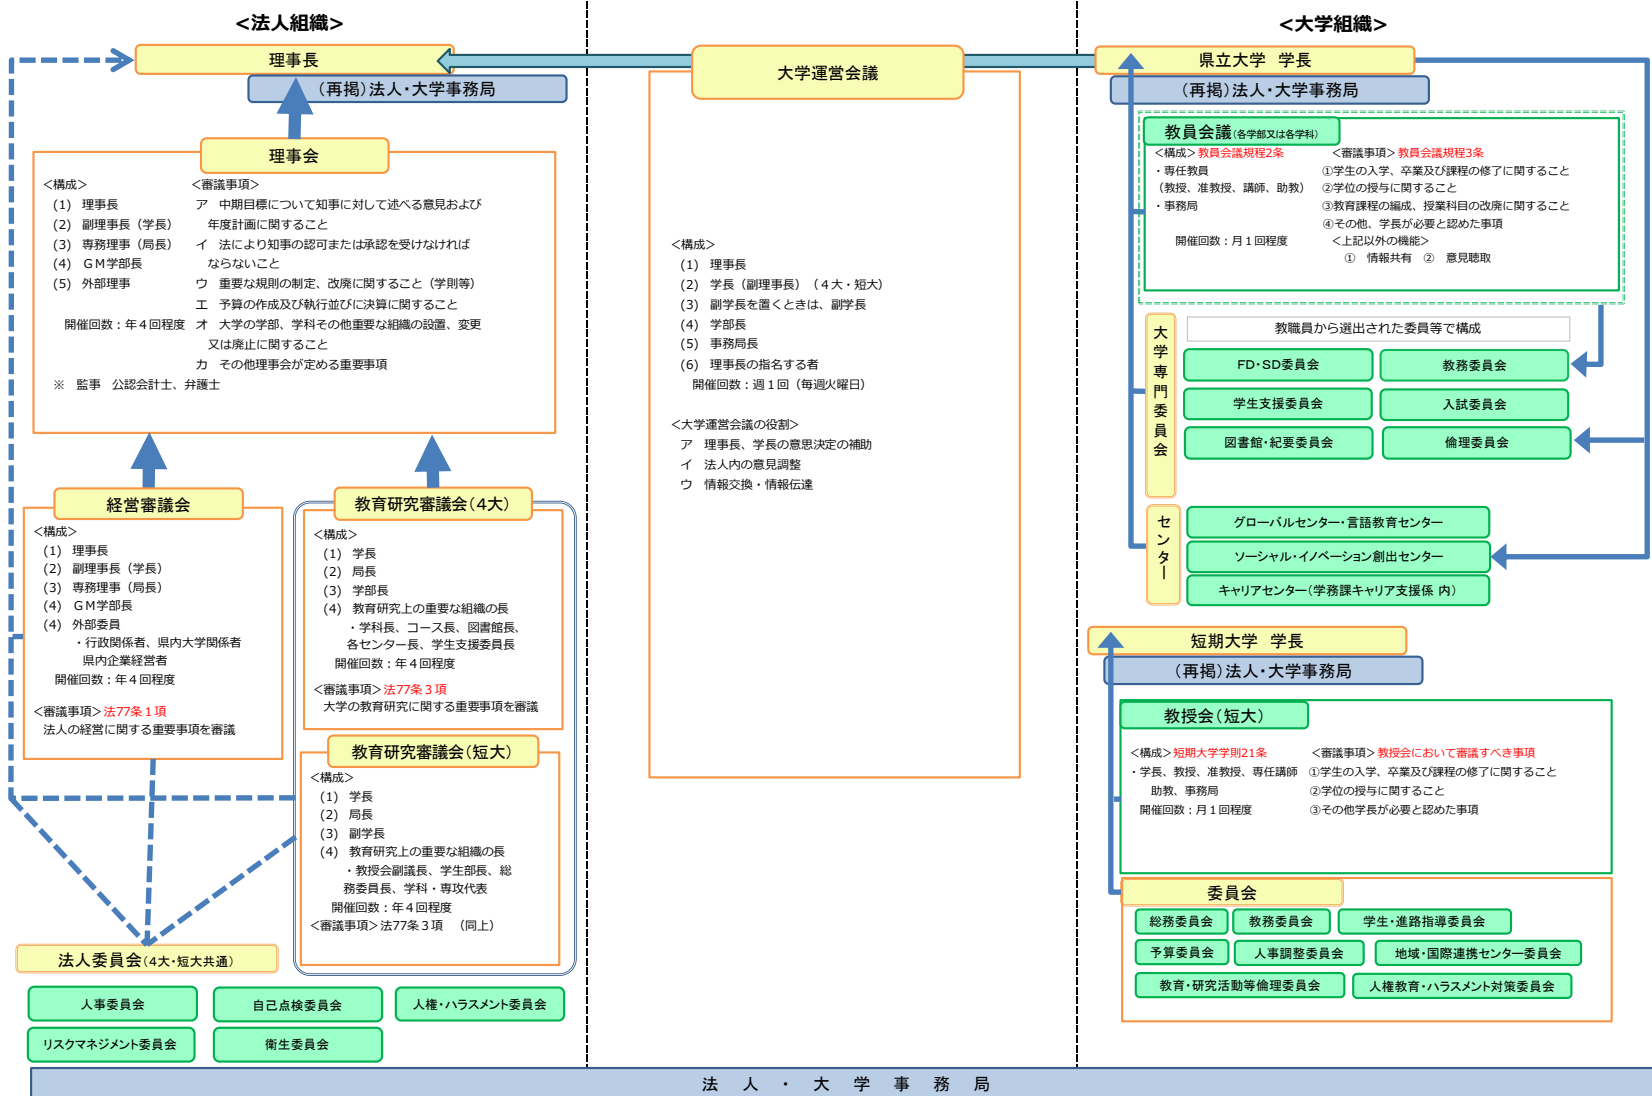 <法人組織>
理事長
(再掲)法人・大学事務局
理事会
<構成>
(1) 理事長
(2) 副理事長（学長）
(3) 専務理事（局長）
(4) ＧＭ学部長
(5) 外部理事
開催回数：年４回程度
<審議事項>
ア 中期目標について知事に対して述べる意見および
年度計画に関すること
イ 法により知事の認可または承認を受けなければ
ならないこと
ウ 重要な規則の制定、改廃に関すること（学則等）
エ 予算の作成及び執行並びに決算に関すること
オ 大学の学部、学科その他重要な組織の設置、変更
又は廃止に関すること
カ その他理事会が定める重要事項
※ 監事 公認会計士、弁護士
経営審議会
<構成>
(1) 理事長
(2) 副理事長（学長）
(3) 専務理事（局長）
(4) ＧＭ学部長
(4) 外部委員
・行政関係者、県内大学関係者
県内企業経営者
開催回数：年４回程度
<審議事項>法77条１項
法人の経営に関する重要事項を審議
教育研究審議会(４大)
<構成>
(1) 学長
(2) 局長
(3) 学部長
(4) 教育研究上の重要な組織の長
・学科長、コース長、図書館長、
各センター長、学生支援委員長
開催回数：年４回程度
<審議事項>法77条３項
大学の教育研究に関する重要事項を審議
教育研究審議会(短大)
<構成>
(1) 学長
(2) 局長
(3) 副学長
(4) 教育研究上の重要な組織の長
・教授会副議長、学生部長、総
務委員長、学科・専攻代表
開催回数：年４回程度
<審議事項>法77条３項 （同上）
法人委員会(４大・短大共通)
人事委員会
自己点検委員会
人権・ハラスメント委員会
リスクマネジメント委員会
衛生委員会
大学運営会議
<構成>
(1) 理事長
(2) 学長（副理事長）（４大・短大）
(3) 副学長を置くときは、副学長
(4) 学部長
(5) 事務局長
(6) 理事長の指名する者
開催回数：週１回（毎週火曜日）
<大学運営会議の役割>
ア 理事長、学長の意思決定の補助
イ 法人内の意見調整
ウ 情報交換・情報伝達
<大学組織>
県立大学 学長
(再掲)法人・大学事務局
教員会議(各学部又は各学科)
<構成>教員会議規程2条
・専任教員
（教授、准教授、講師、助教）
・事務局
開催回数：月１回程度
<審議事項>教員会議規程3条
①学生の入学、卒業及び課程の修了に関すること
②学位の授与に関すること
③教育課程の編成、授業科目の改廃に関すること
④その他、学長が必要と認めた事項
<上記以外の機能>
① 情報共有 ② 意見聴取
大学専門委員会
教職員から選出された委員等で構成
FD・SD委員会
教務委員会
学生支援委員会
入試委員会
図書館・紀要委員会
倫理委員会
センター
グローバルセンター・言語教育センター
ソーシャル・イノベーション創出センター
キャリアセンター(学務課キャリア支援係 内)
短期大学 学長
(再掲)法人・大学事務局
教授会(短大)
<構成>短期大学学則21条
・学長、教授、准教授、専任講師
助教、事務局
開催回数：月１回程度
<審議事項>教授会において審議すべき事項
①学生の入学、卒業及び課程の修了に関すること
②学位の授与に関すること
③その他学長が必要と認めた事項
委員会
総務委員会
教務委員会
学生・進路指導委員会
予算委員会
人事調整委員会
地域・国際連携センター委員会
教育・研究活動等倫理委員会
人権教育・ハラスメント対策委員会
法人・大学事務局